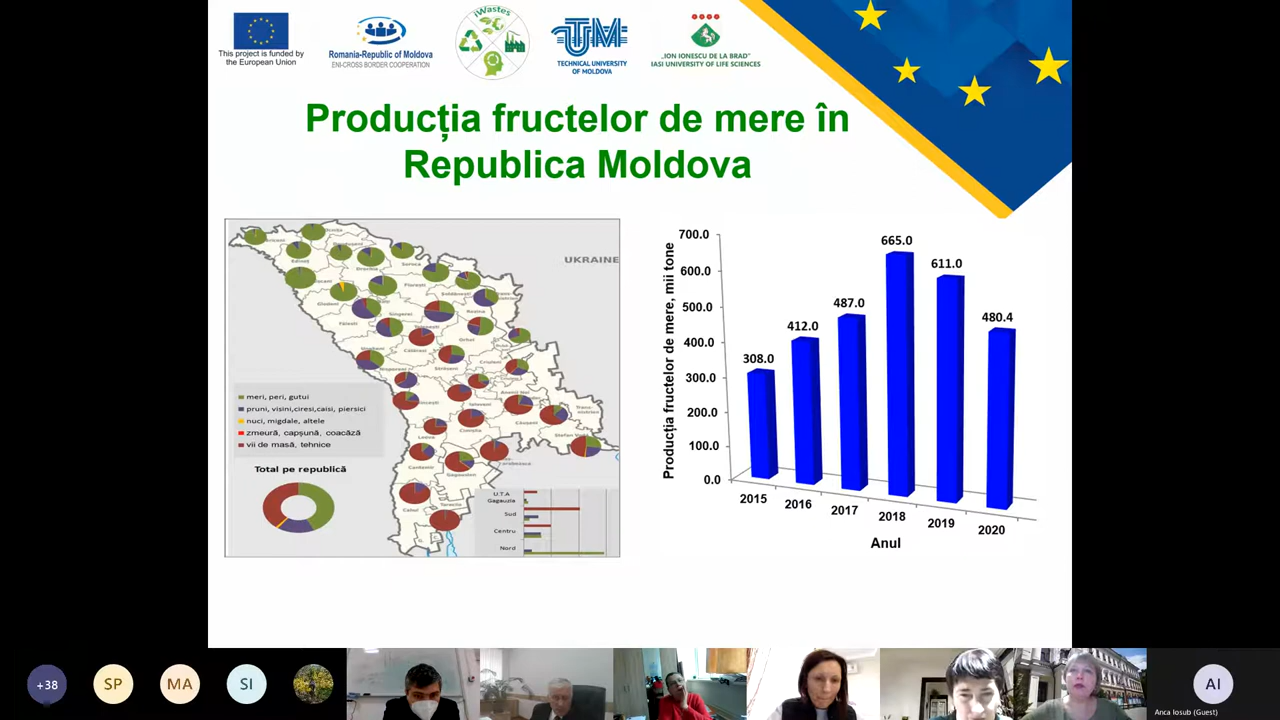 This project is funded by
the European Union
Romania-Republic of Moldova
ENI-CROSS BORDER COOPERATION
iWastes
UTM
TECHNICAL UNIVERSITY
OF MOLDOVA
„ION IONESCU DE LA BRAD”
IASI UNIVERSITY OF LIFE SCIENCES
Producția fructelor de mere în
Republica Moldova
UKRAINE
meri, peri, gutui
pruni, visini,ciresi,caisi, piersici
nuci, migdale, altele
zmeură, capșună, coacăză
vii de masă, tehnice
Total pe republică
U.T.A
Gagauzia
Sud
Centru
Nord
Producția fructelor de mere, mii tone
700.0
600.0
500.0
400.0
300.0
200.0
100.0
0.0
308.0
412.0
487.0
665.0
611.0
480.4
2015
2016
2017
2018
2019
2020
Anul
+38
SP
MA
SI
AI
Anca Iosub (Guest)